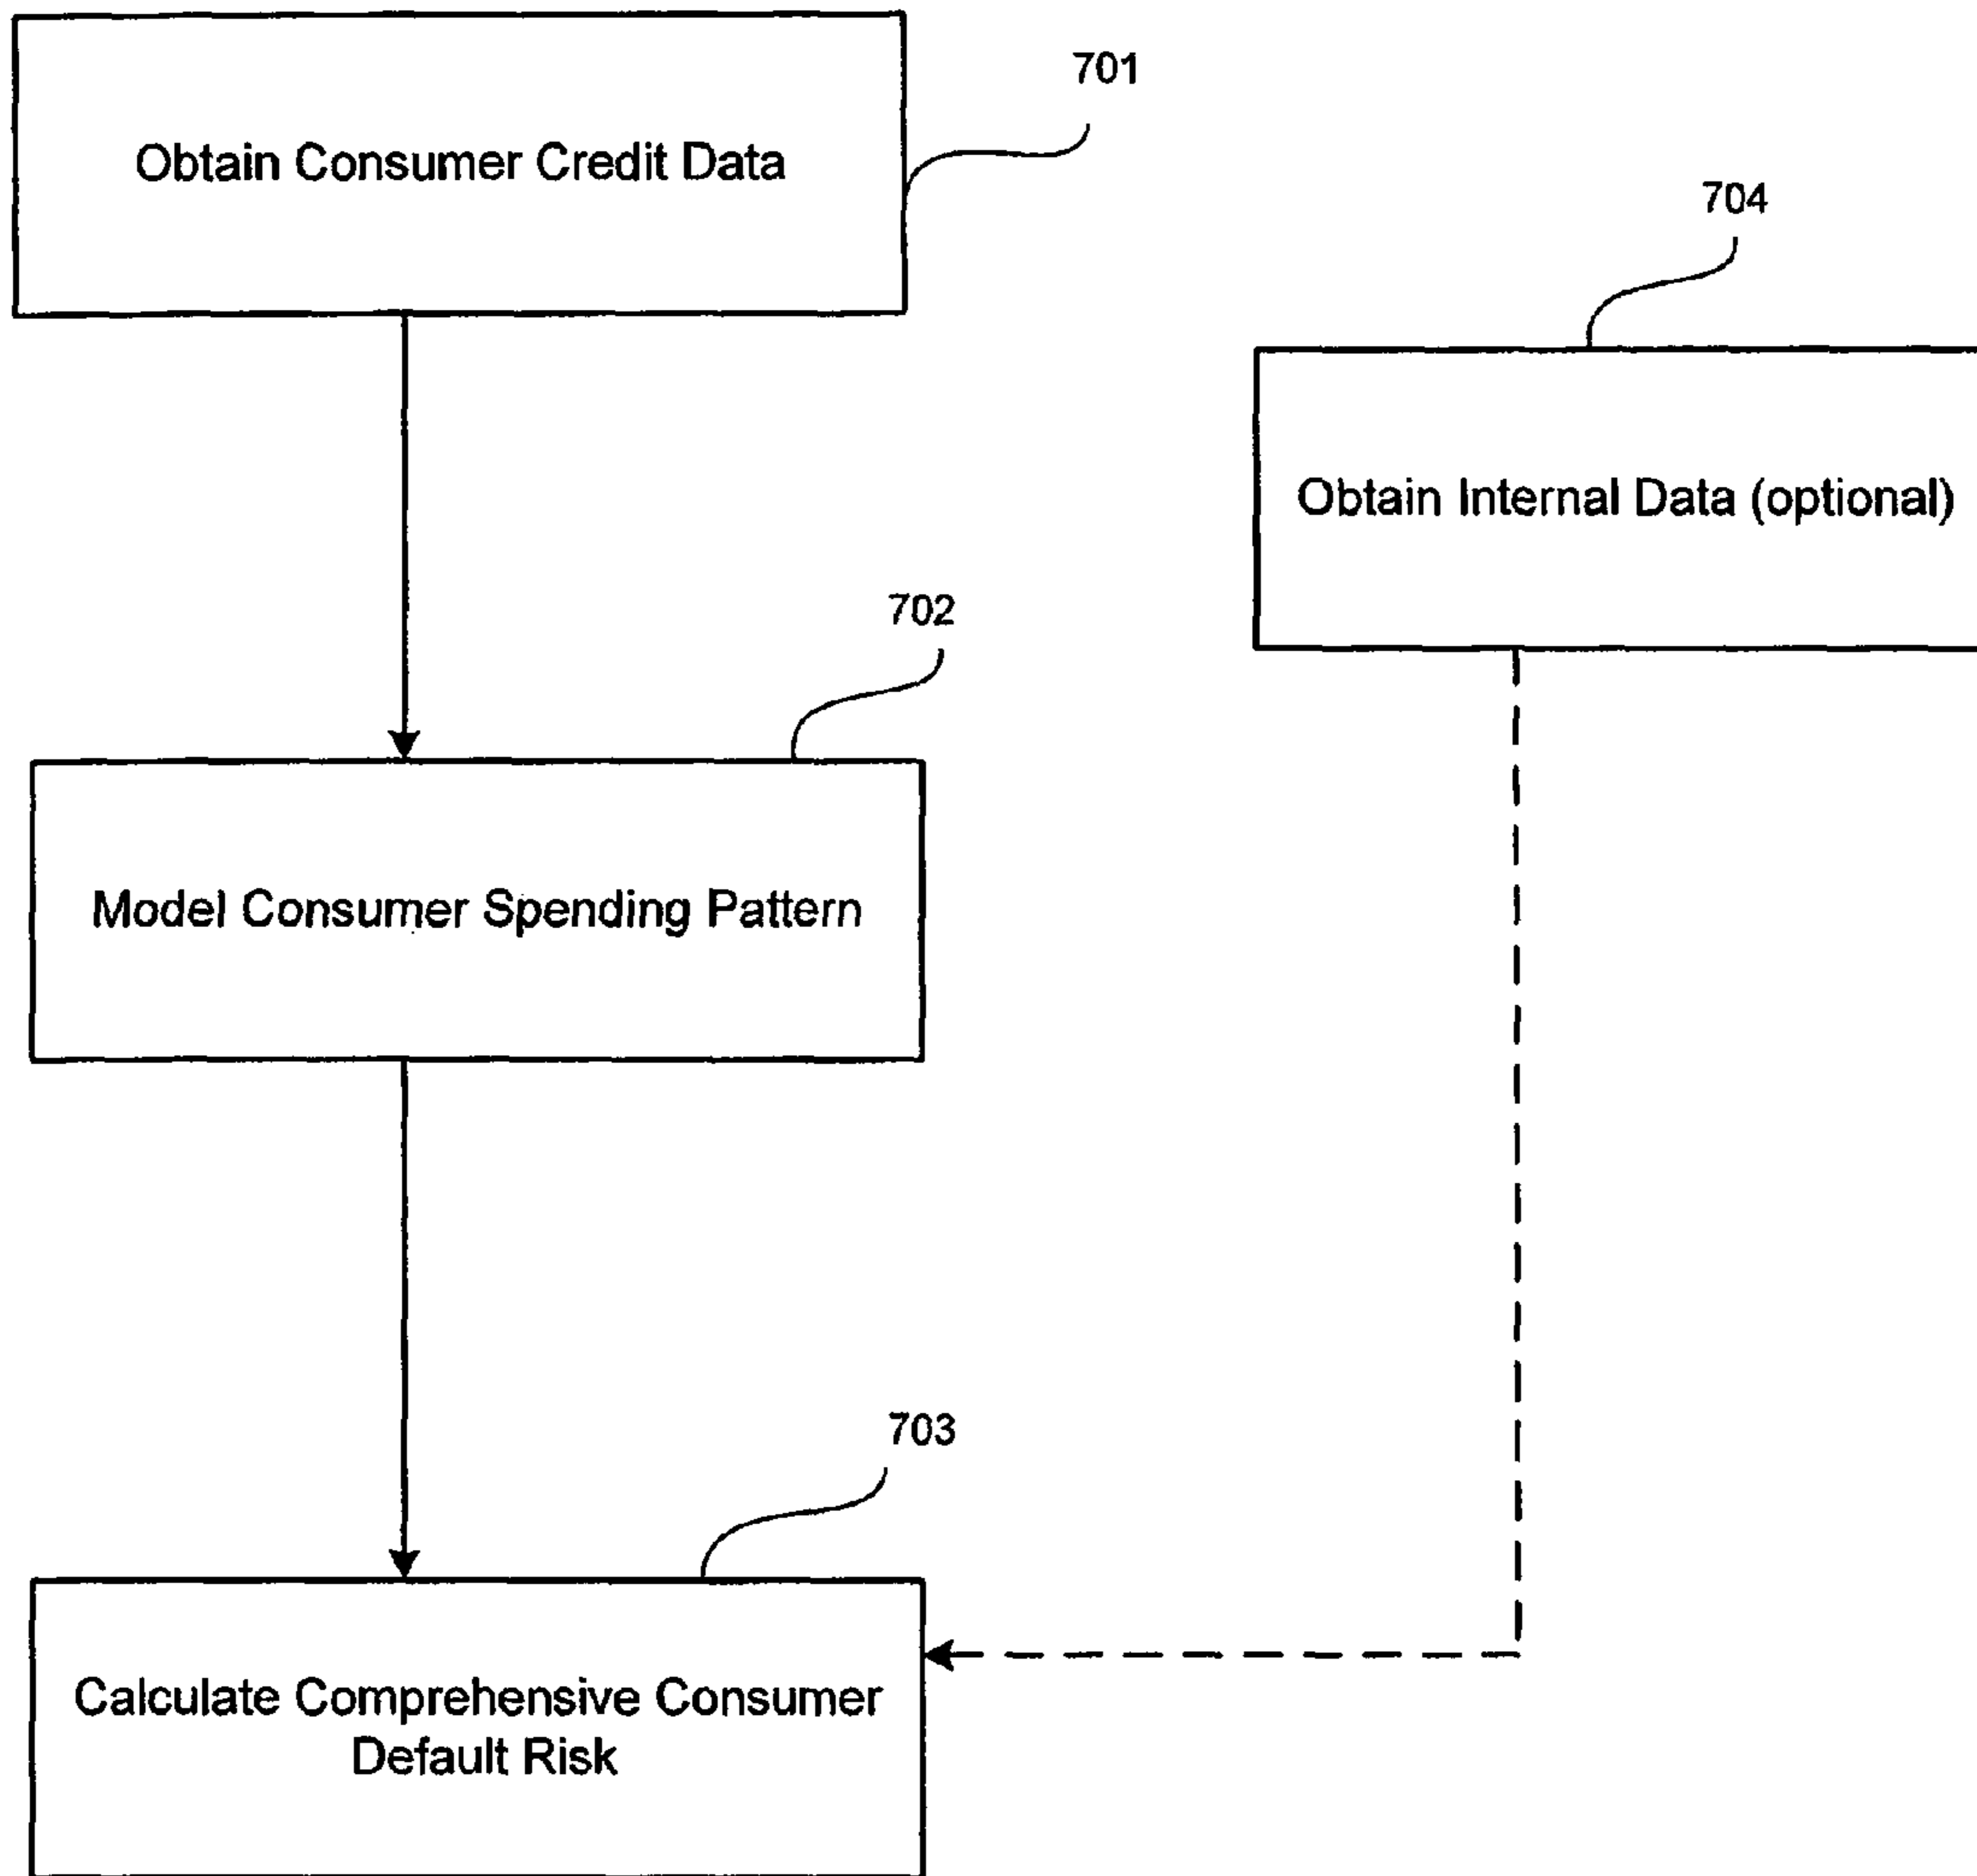 701
Obtain Consumer Credit Data
704
Obtain Internal Data (optional)
702
Model Consumer Spending Pattern
703
Calculate Comprehensive Consumer
Default Risk